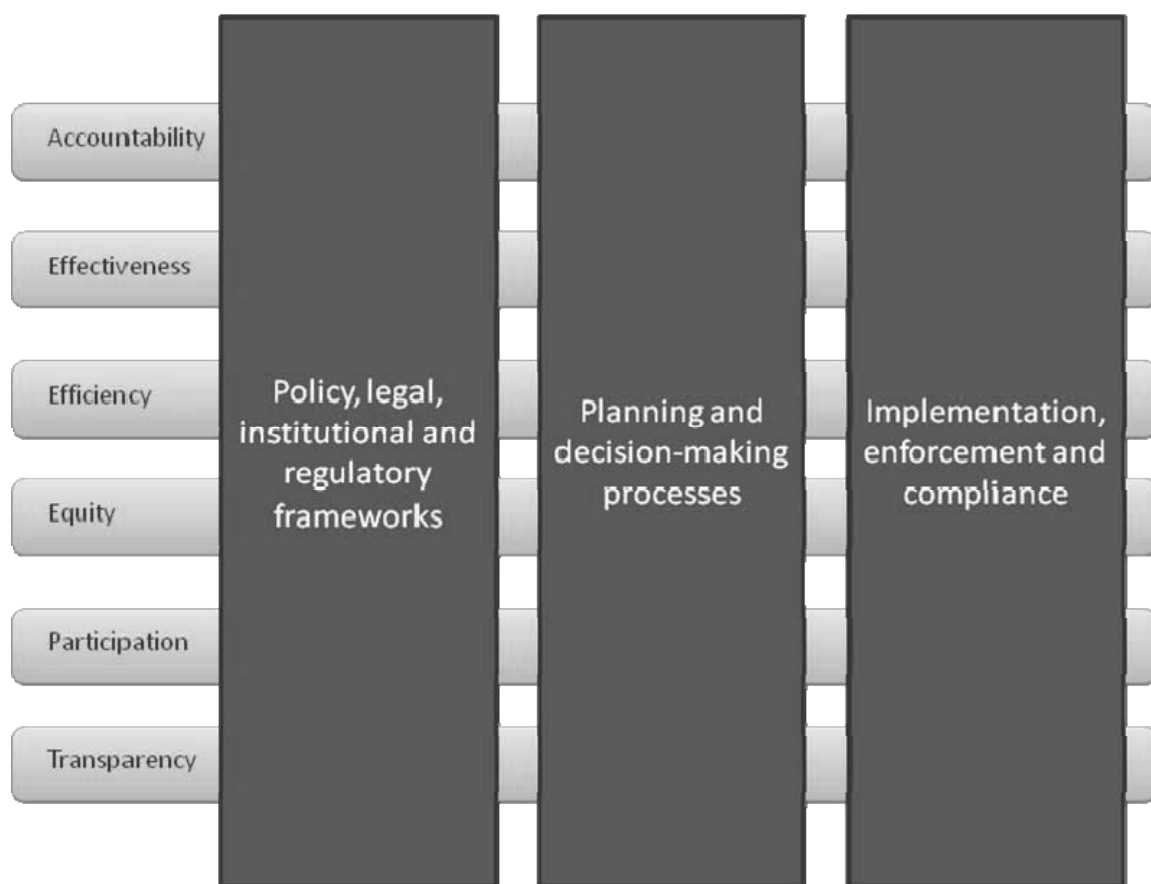 Accountability
Effectiveness
Efficiency
Equity
Participation
Transparency
Policy, legal,
institutional and
regulatory
frameworks
Planning and
decision-making
processes
Implementation,
enforcement and
compliance